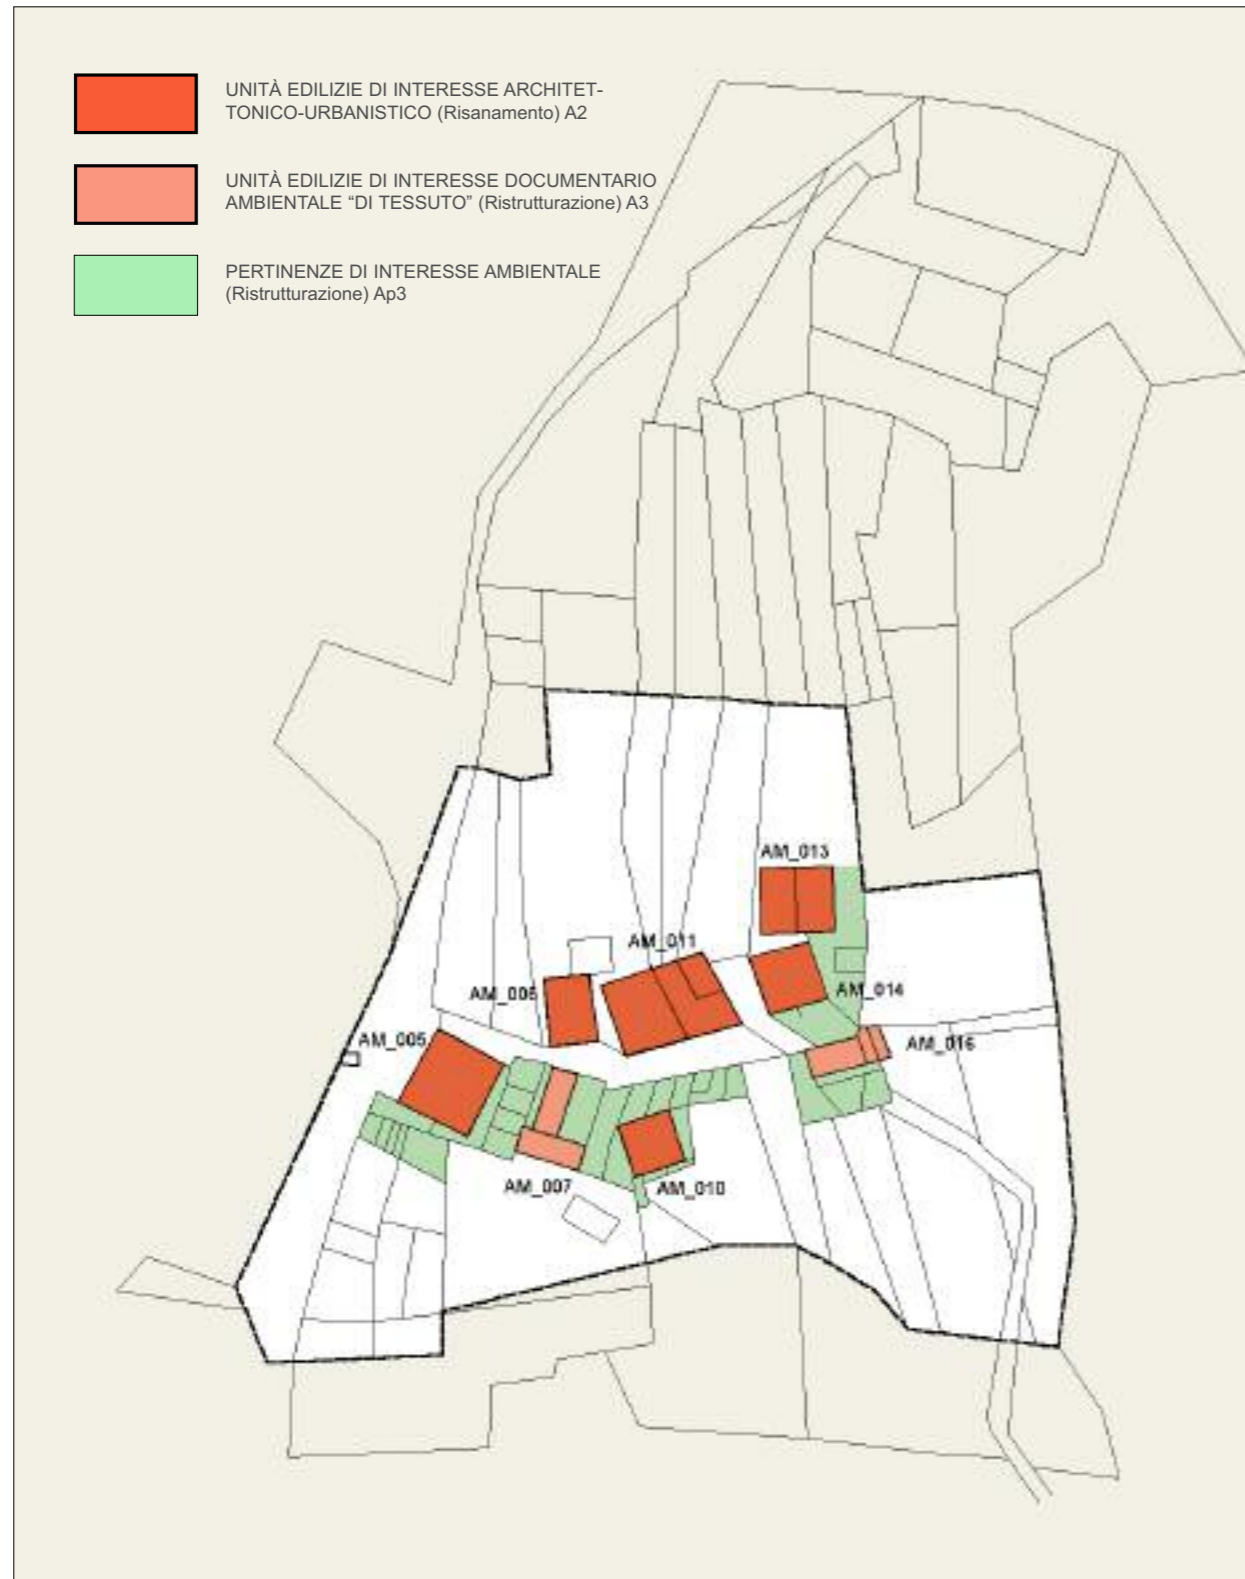 UNITÀ EDILIZIE DI INTERESSE ARCHITET-
TONICO-URBANISTICO (Risanamento) A2
UNITÀ EDILIZIE DI INTERESSE DOCUMENTARIO
AMBIENTALE “DI TESSUTO” (Ristrutturazione) A3
PERTINENZE DI INTERESSE AMBIENTALE
(Ristrutturazione) Ap3
AM_013
AM_011
AM_006
AM_014
AM_005
AM_016
AM_007
AM_010